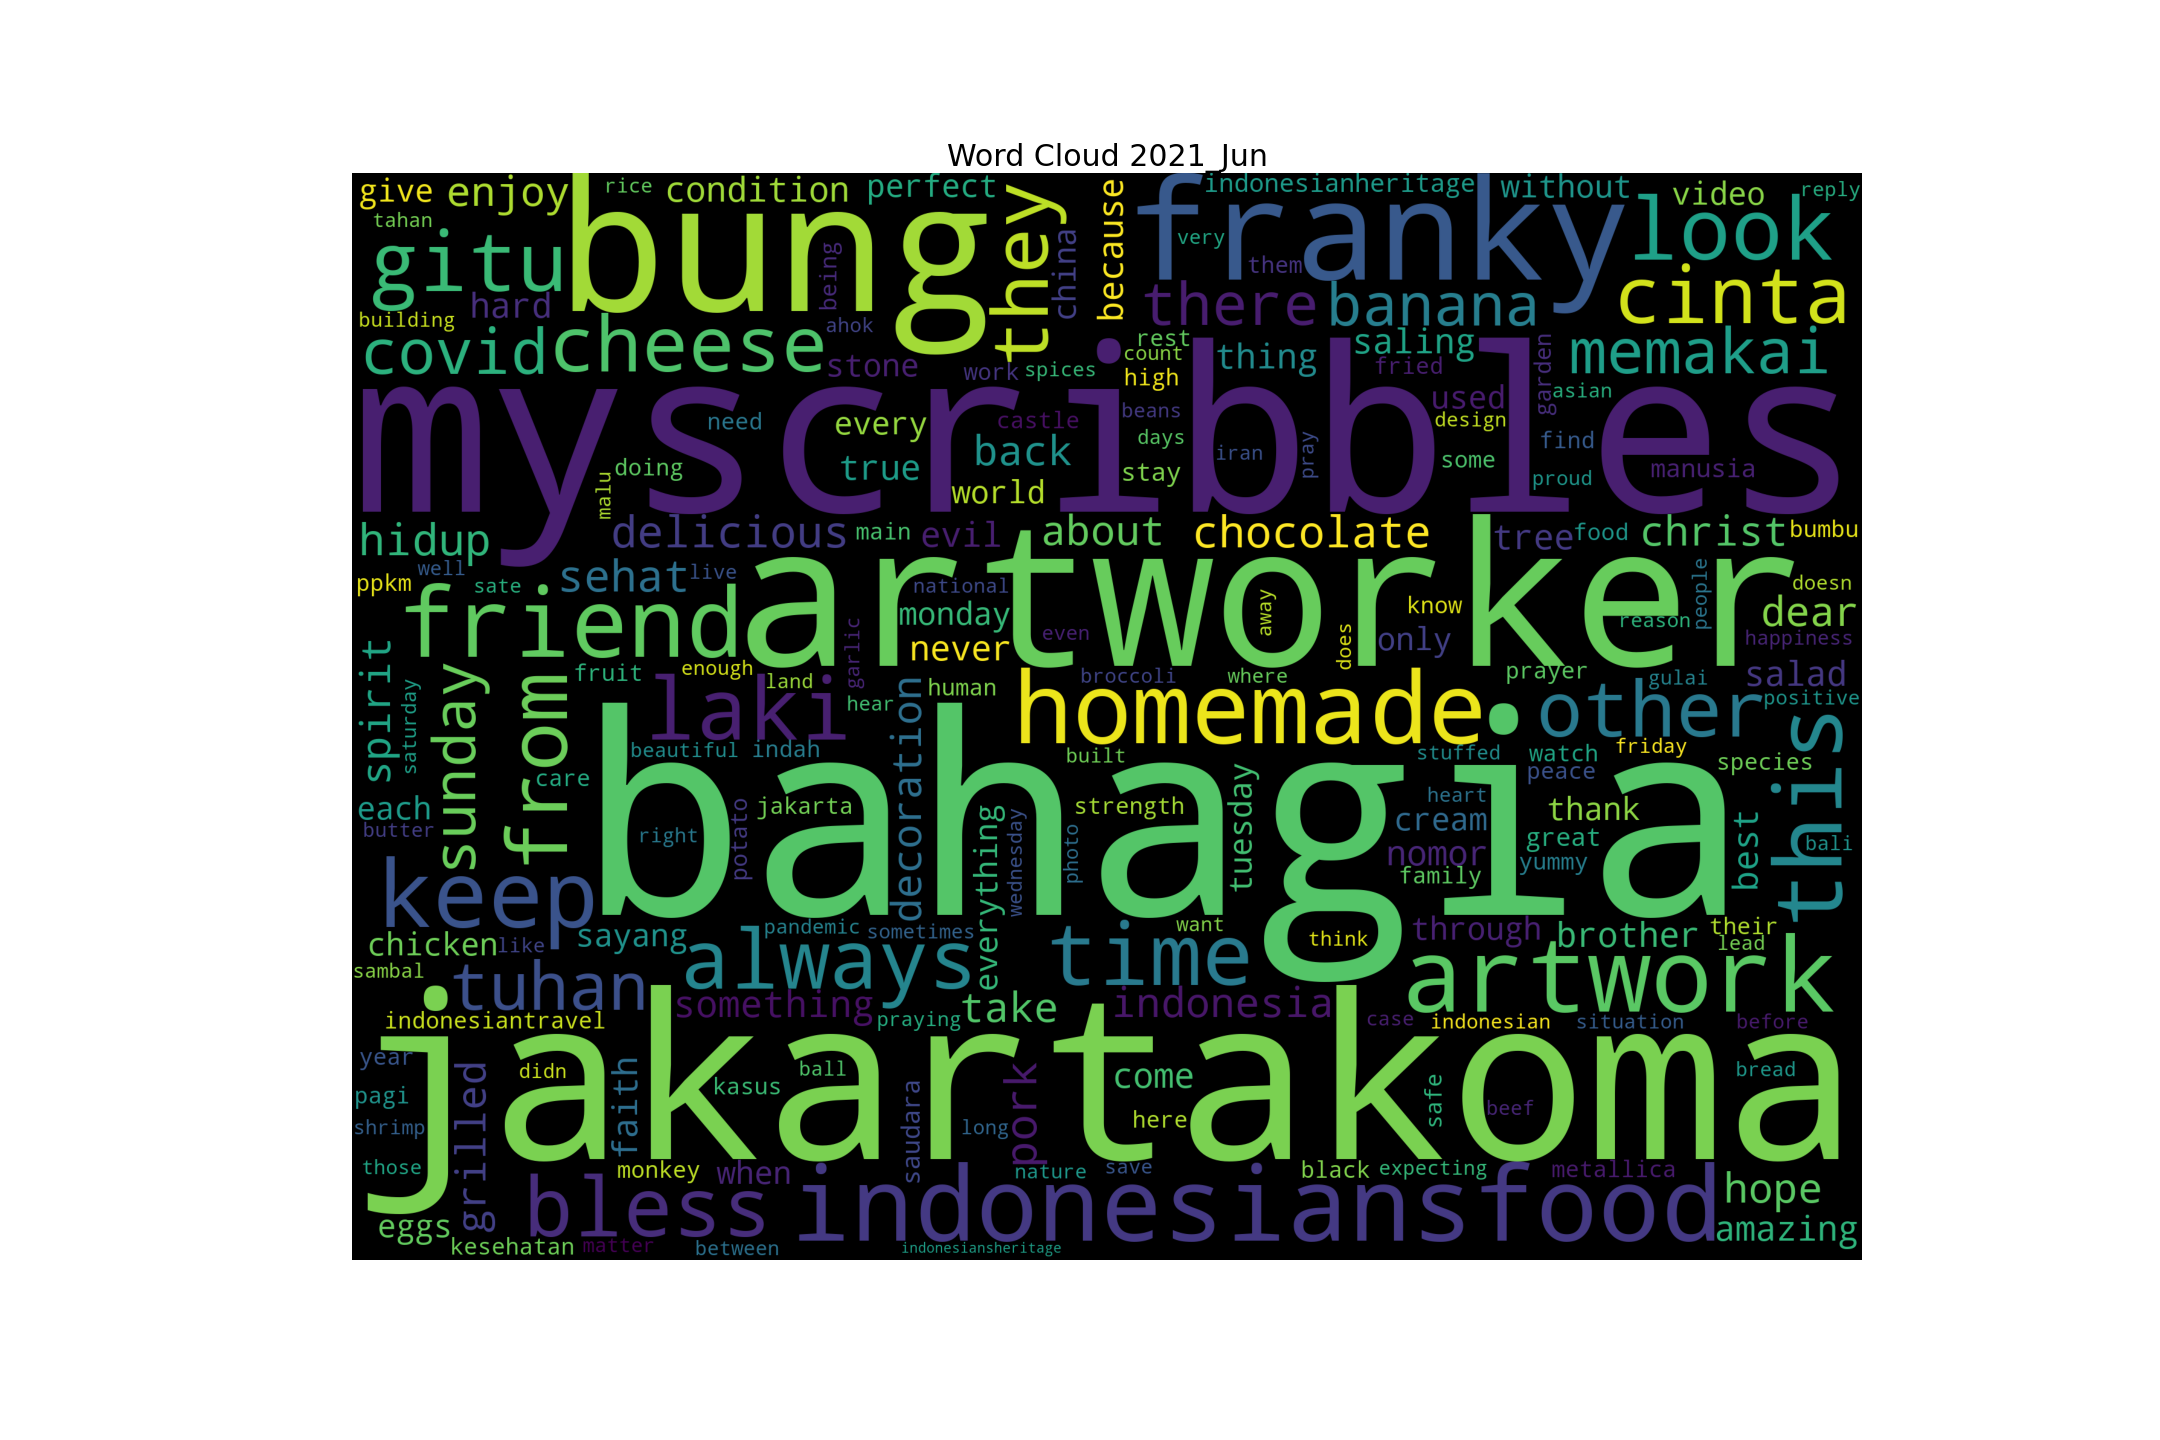 Word Cloud 2021_Jun
give enjoy rice condition perfect indonesianheritage without video reply
tahan bung they china because franky very them look
gitu being hard cinta
building ahok there banana
covid cheese stone work spices rest count high thing saling fried garden memakai
myscribbles
need every castle beans used design asian
doing true back days iran pray some find proud manusia
malu world stay
hidup delicious main evil about chocolate tree food christ bumbu
ppkm well sate sehat live artworker national people doesn
friend monday away know reason dear
never even does only happiness
spirit saturday sunday from fruit enough land garlic hear human broccoli where prayer gulai salad
laki decoration homemade other positive this
beautiful indah built stuffed watch friday species
care bahagia peace
each potato jakarta everything wednesday strength tuesday heart cream thank
butter right photo nomor great best bali
keep family yummy
chicken like sayang pandemic sometimes want think through brother their lead
sambal tuhan always time artwork
something praying take indonesia
indonesiantravel case indonesian situation before
year jakartakoma
didn faith kasus ball pork come safe beef bread
pagi grilled
shrimp saudara long here
those monkey when nature save black expecting metallica
bless indonesiansfood hope
eggs amazing
kesehatan matter between indonesiansheritage